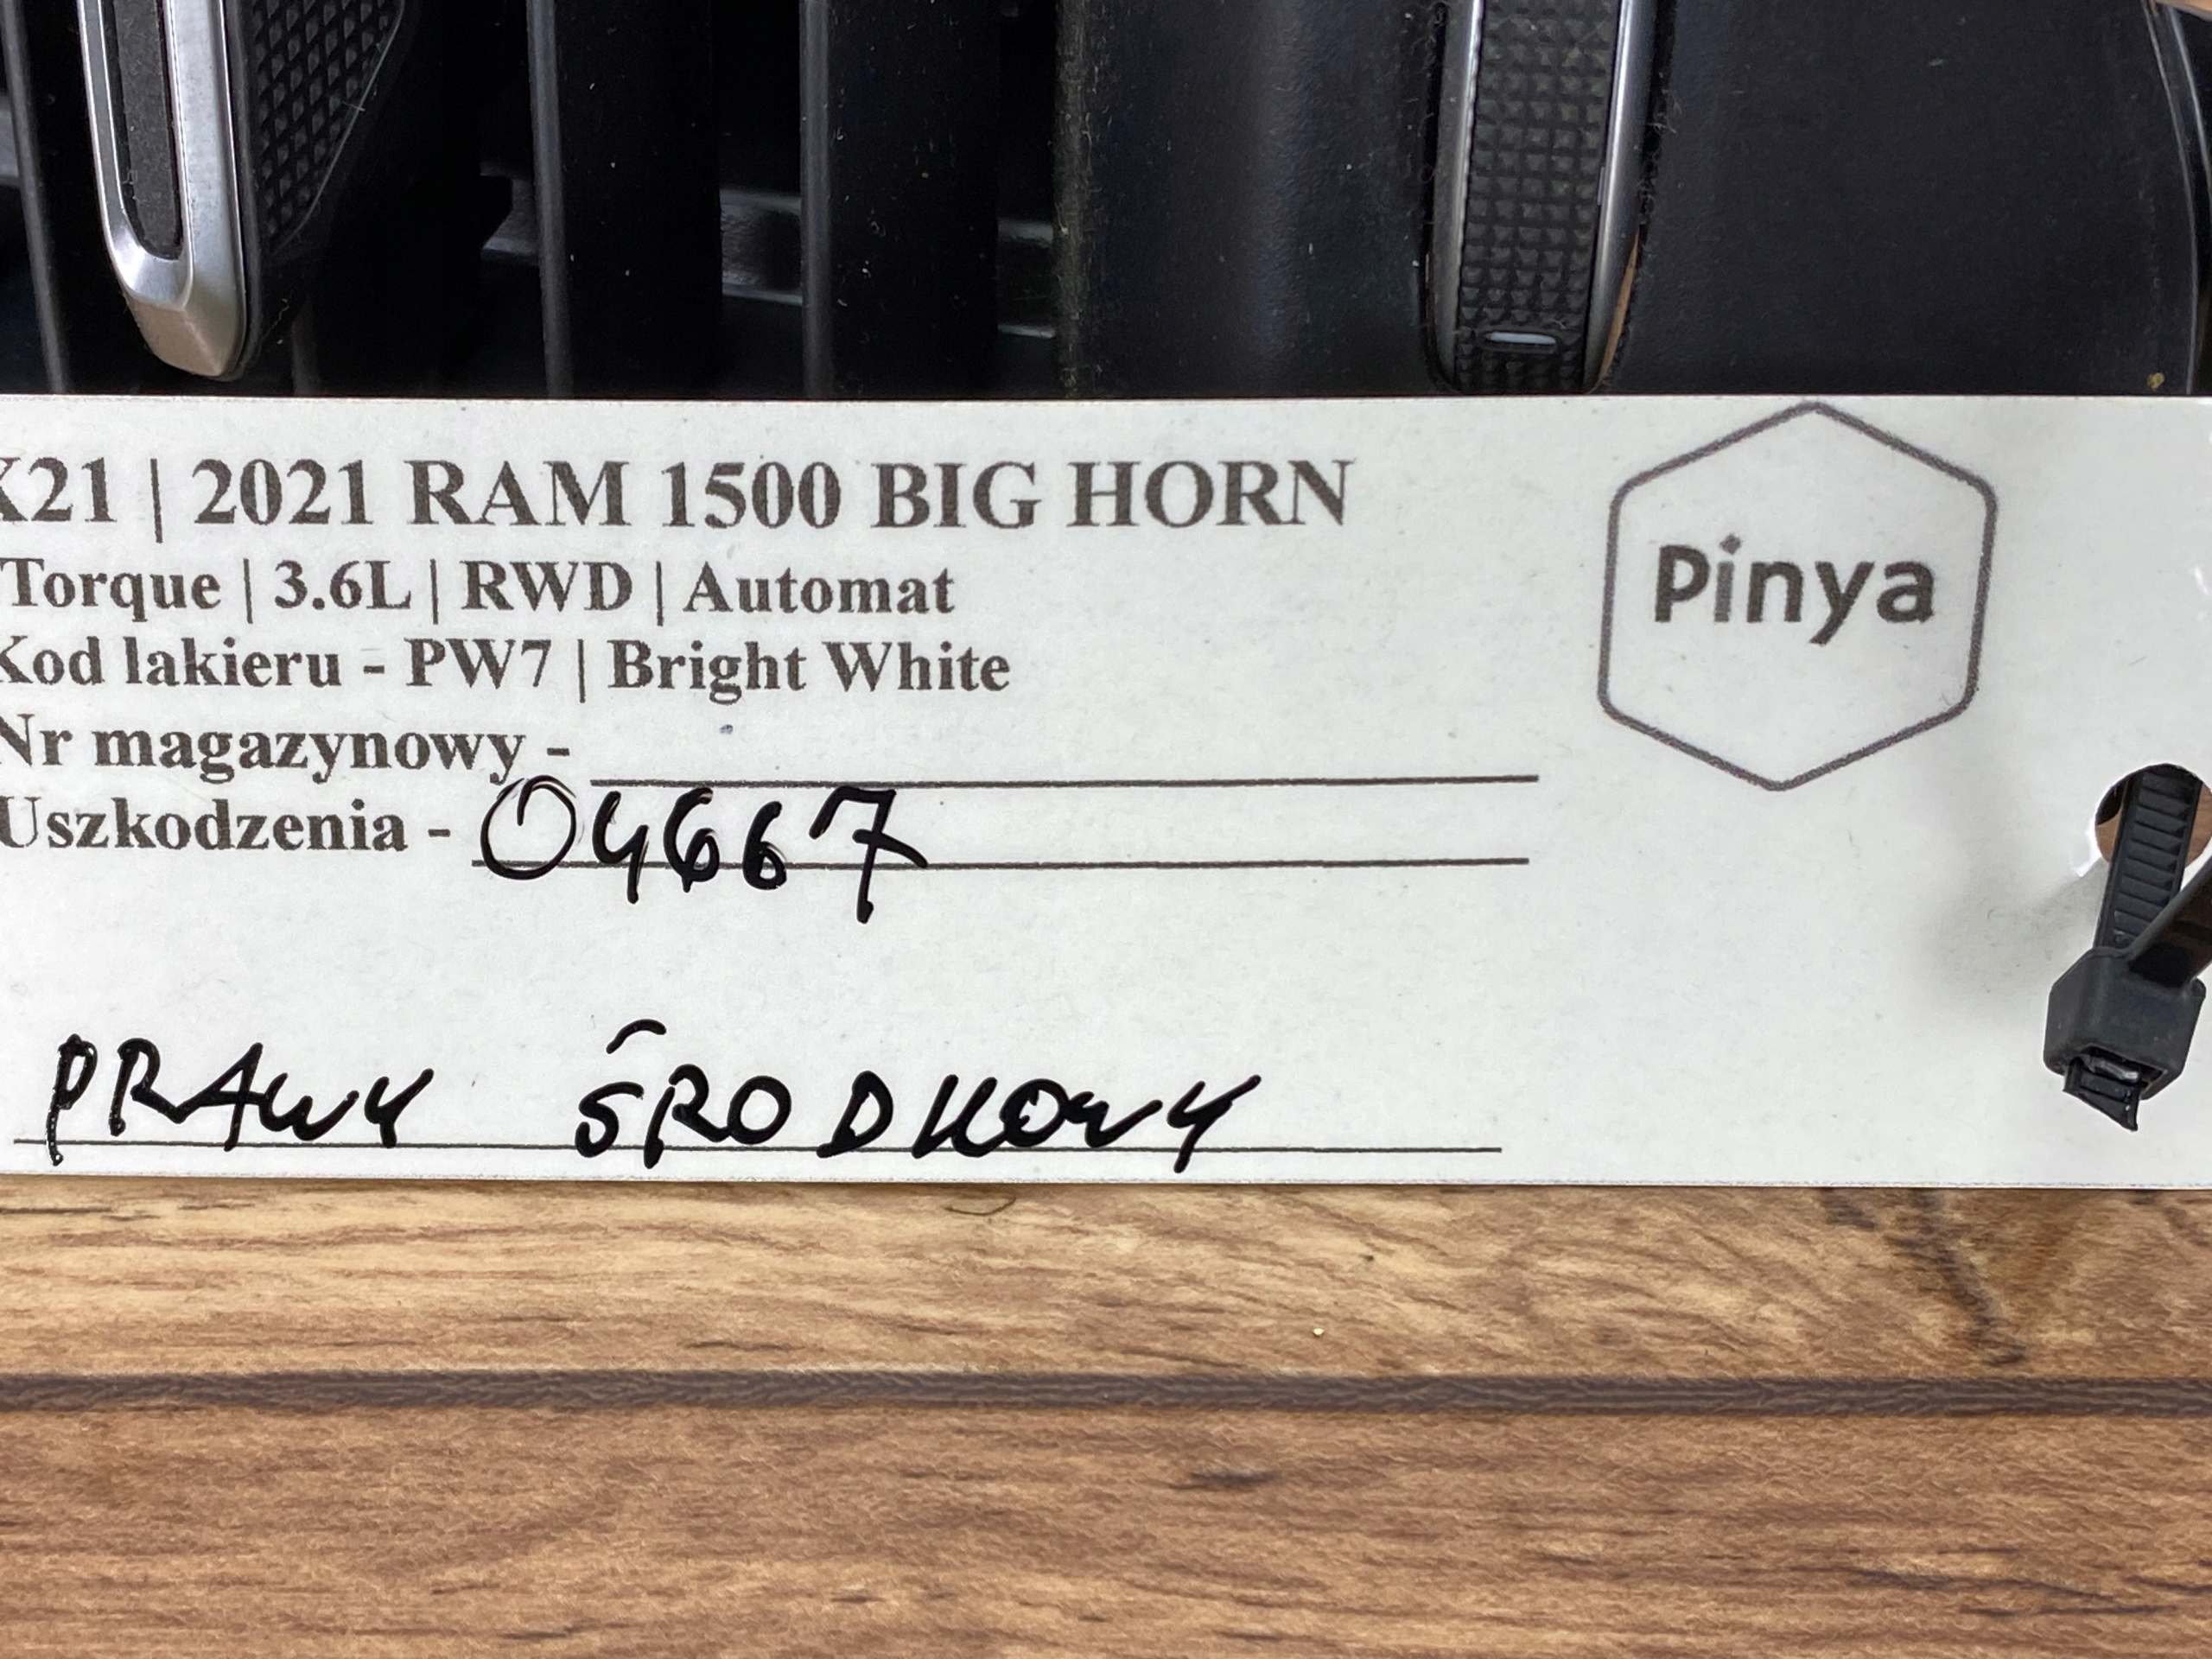 X21 | 2021 RAM 1500 BIG HORN
Torque | 3.6L | RWD | Automat
Kod lakieru - PW7 | Bright White
Nr magazynowy -
Uszkodzenia - 04667
PRAWY ŚRODKOWY
Pinya